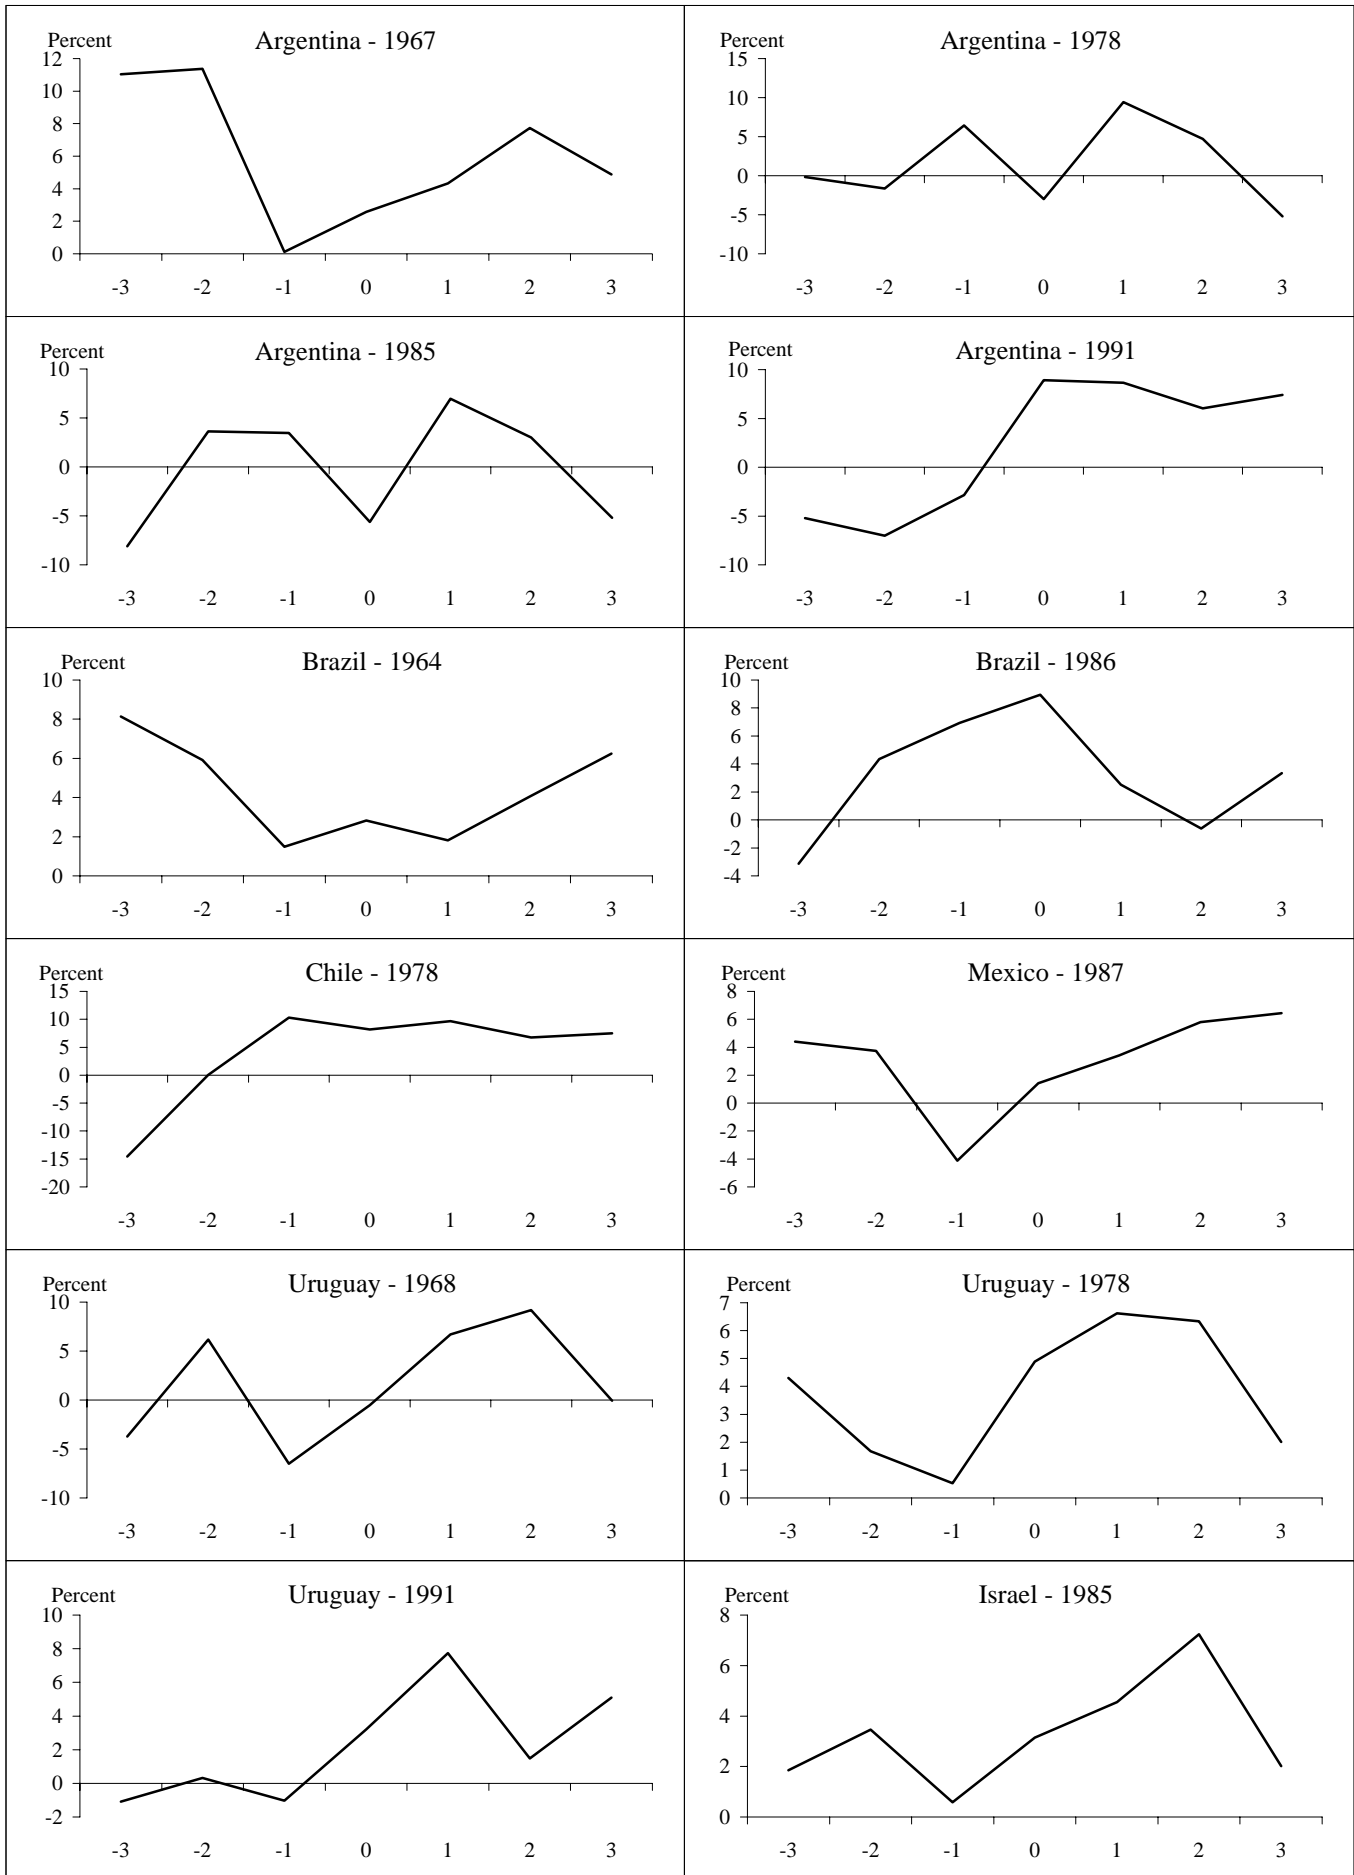 Percent
Argentina - 1967
12
10
8
6
4
2
0
-3 -2 -1 0 1 2 3
Percent
Argentina - 1978
15
10
5
0
-5
-10
-3 -2 -1 0 1 2 3
Percent
Argentina - 1985
10
5
0
-5
-10
-3 -2 -1 0 1 2 3
Percent
Argentina - 1991
10
5
0
-5
-10
-3 -2 -1 0 1 2 3
Percent
Brazil - 1964
10
8
6
4
2
0
-3 -2 -1 0 1 2 3
Percent
Brazil - 1986
10
8
6
4
2
0
-2
-4
-3 -2 -1 0 1 2 3
Percent
Chile - 1978
15
10
5
0
-5
-10
-15
-20
-3 -2 -1 0 1 2 3
Percent
Mexico - 1987
8
6
4
2
0
-2
-4
-6
-3 -2 -1 0 1 2 3
Percent
Uruguay - 1968
10
5
0
-5
-10
-3 -2 -1 0 1 2 3
Percent
Uruguay - 1978
7
6
5
4
3
2
1
0
-3 -2 -1 0 1 2 3
Percent
Uruguay - 1991
10
8
6
4
2
0
-2
-3 -2 -1 0 1 2 3
Percent
Israel - 1985
8
6
4
2
0
-3 -2 -1 0 1 2 3